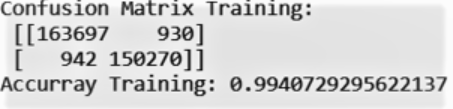 Confusion Matrix Training:
[[163697    930]
[   942 150270]]
Accurray Training: 0.9940729295622137